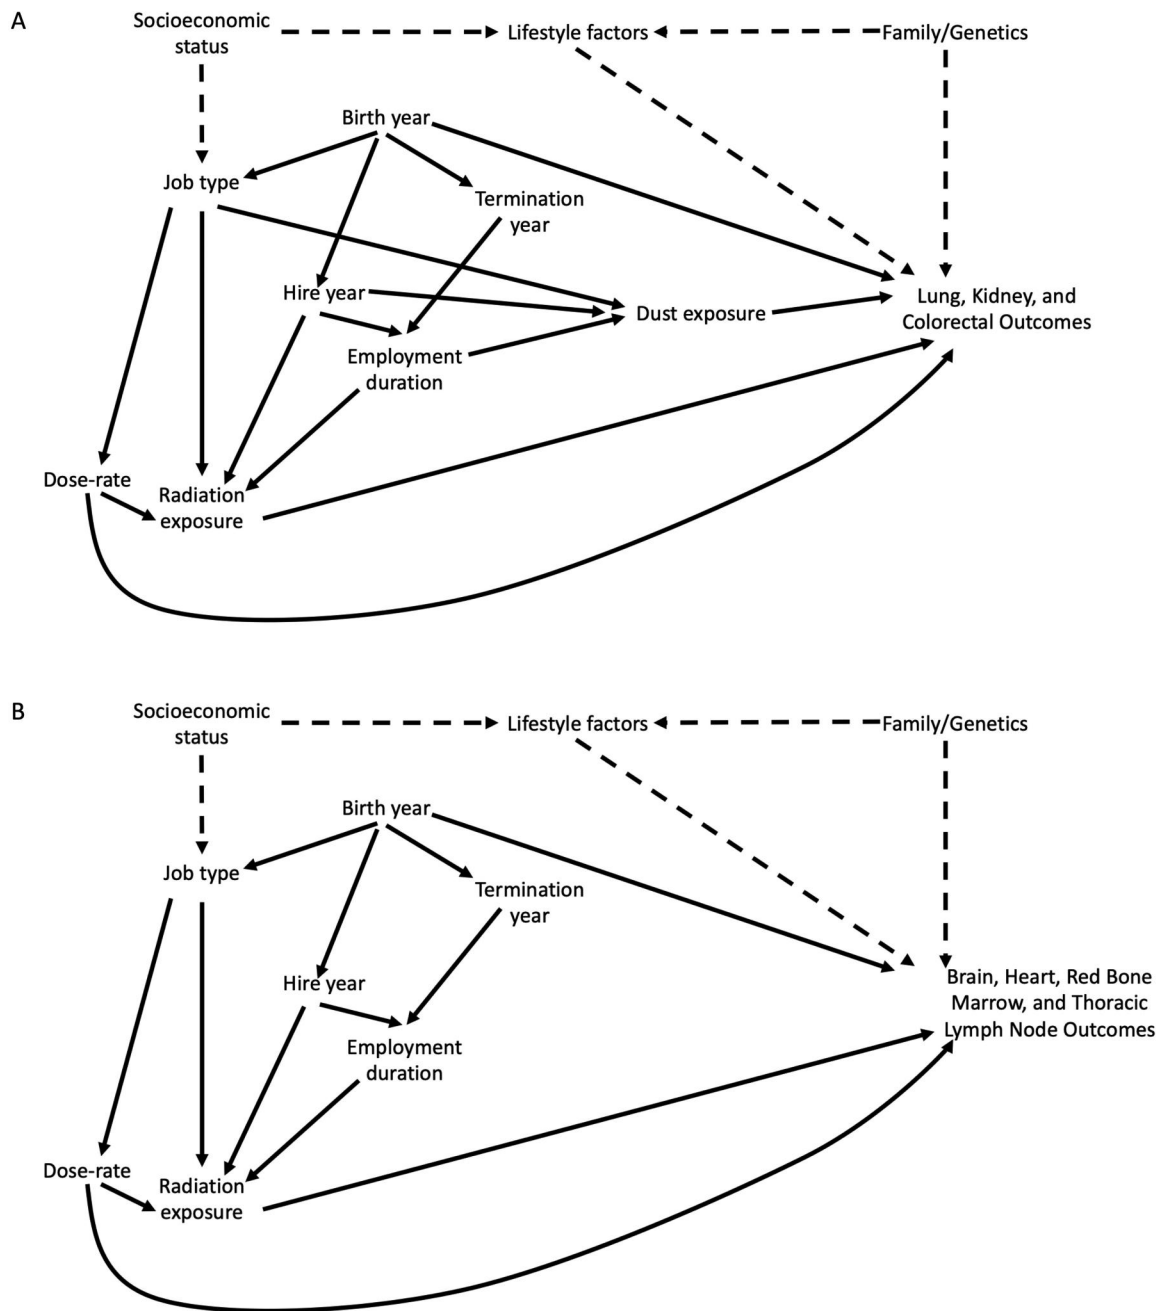 A
Socioeconomic
status
Lifestyle factors
Family/Genetics
Birth year
Job type
Termination
year
Hire year
Dust exposure
Lung, Kidney, and
Colorectal Outcomes
Employment
duration
Dose-rate
Radiation
exposure
B
Socioeconomic
status
Lifestyle factors
Family/Genetics
Birth year
Job type
Termination
year
Hire year
Brain, Heart, Red Bone
Marrow, and Thoracic
Lymph Node Outcomes
Employment
duration
Dose-rate
Radiation
exposure